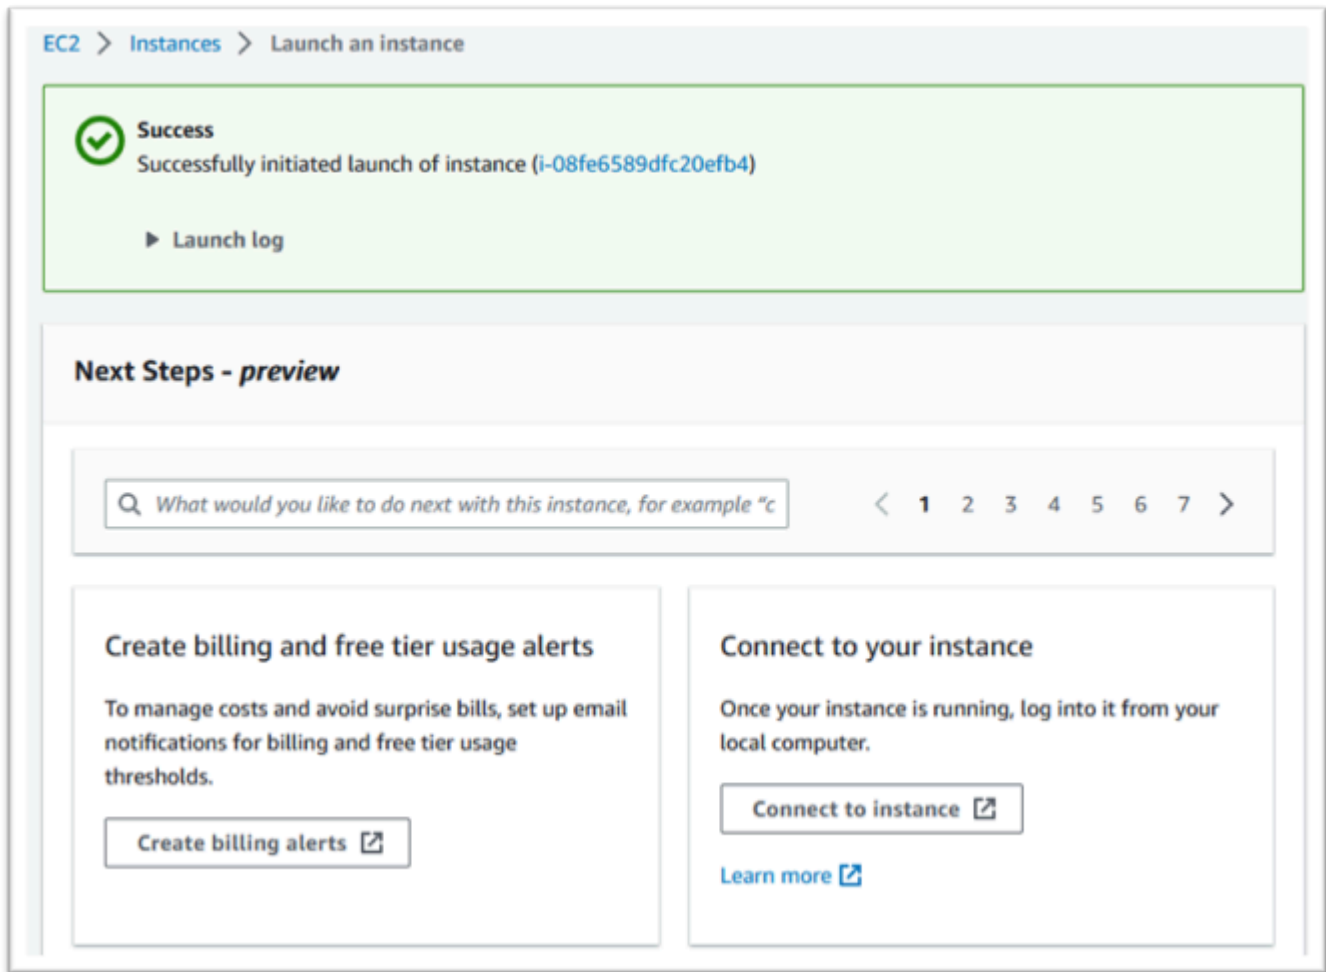 EC2 > Instances > Launch an instance
Success
Successfully initiated launch of instance (i-08fe6589dfc20efb4)
Launch log
Next Steps - preview
What would you like to do next with this instance, for example "c
1 2 3 4 5 6 7
Create billing and free tier usage alerts
To manage costs and avoid surprise bills, set up email
notifications for billing and free tier usage
thresholds.
Create billing alerts
Connect to your instance
Once your instance is running, log into it from your
local computer.
Connect to instance
Learn more